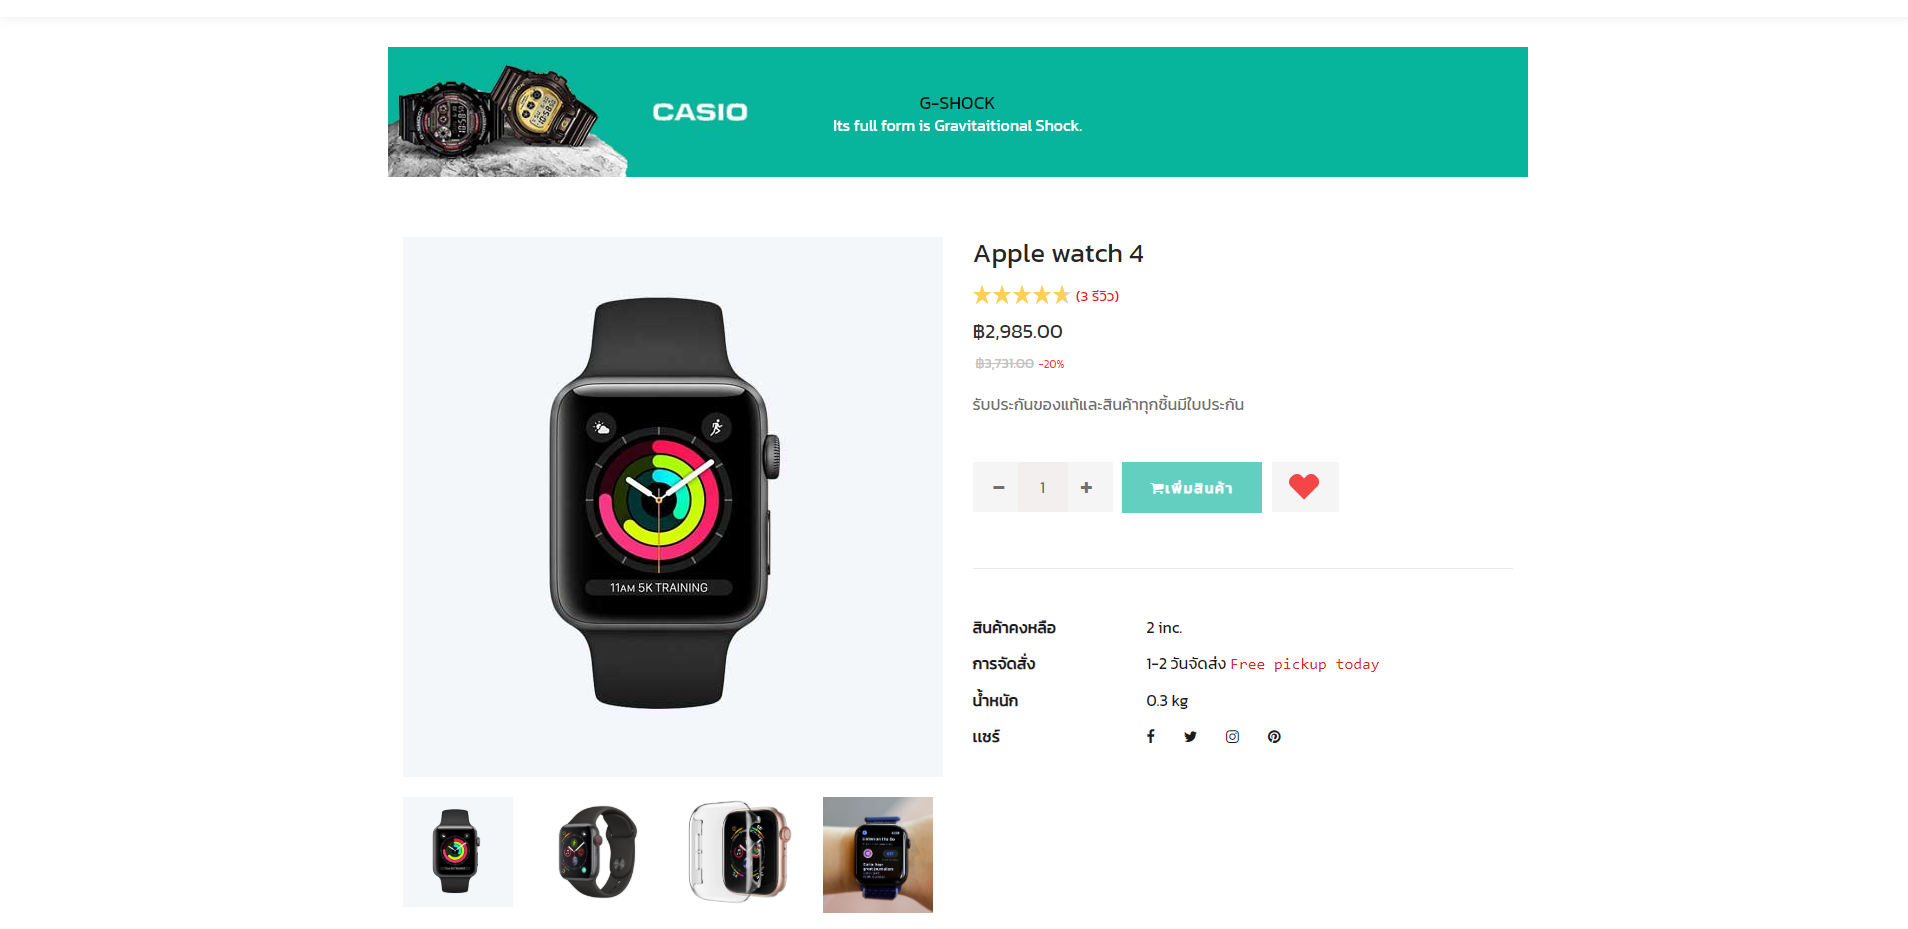 CASIO
G-SHOCK
Its full form is Gravitaitional Shock.
Apple watch 4
(3 รีวิว)
฿2,985.00
฿3,731.00 -20%
รับประกันของแท้และสินค้าทุกชิ้นมีใบประกัน
1
เพิ่มสินค้า
11AM 5K TRAINING
สินค้าคงหลือ 2 inc.
การจัดสั่ง 1-2 วันจัดส่ง Free pickup today
น้ำหนัก 0.3 kg
แชร์